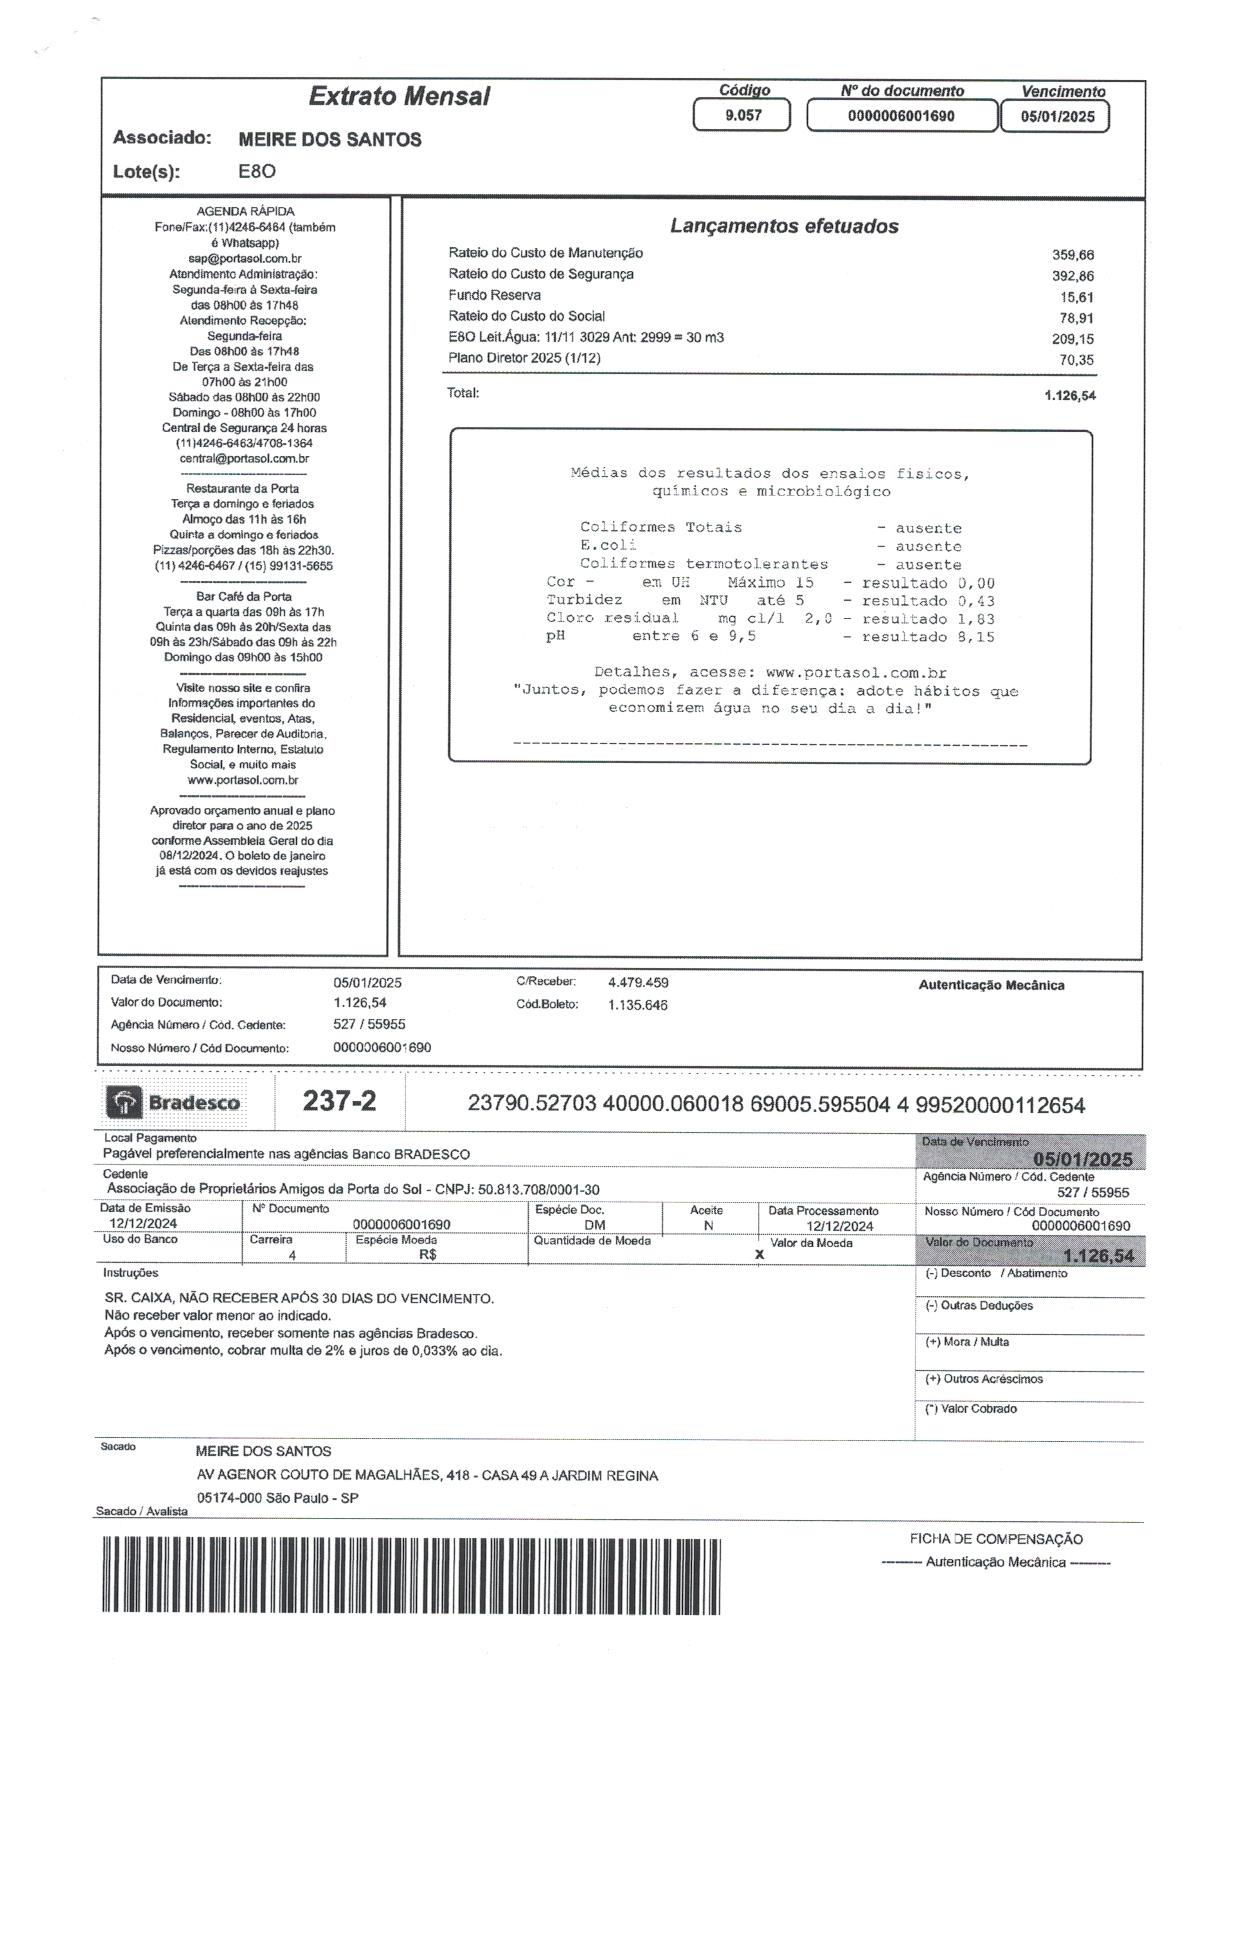 Extrato Mensal
Código
Nº do documento
Vencimento
9.057
0000006001690
05/01/2025
Associado: MEIRE DOS SANTOS
Lote(s): E8O
AGENDA RÁPIDA
Fone/Fax:(11)4246-6464 (também
é Whatsapp)
sap@portasol.com.br
Atendimento Administração:
Segunda-feira à Sexta-feira
das 08h00 às 17h48
Atendimento Recepção:
Segunda-feira
Das 08h00 às 17h48
De Terça a Sexta-feira das
07h00 às 21h00
Sábado das 08h00 às 22h00
Domingo - 08h00 às 17h00
Central de Segurança 24 horas
(11)4246-6463/4708-1364
central@portasol.com.br
Restaurante da Porta
Terça a domingo e feriados
Almoço das 11h às 16h
Quinta a domingo e feriados
Pizzas/porções das 18h às 22h30.
(11) 4246-6467 / (15) 99131-5655
Bar Café da Porta
Terça a quarta das 09h às 17h
Quinta das 09h às 20h/Sexta das
09h às 23h/Sábado das 09h às 22h
Domingo das 09h00 às 15h00
Visite nosso site e confira
Informações importantes do
Residencial, eventos, Atas,
Balanços, Parecer de Auditoria,
Regulamento Interno, Estatuto
Social, e muito mais
www.portasol.com.br
Aprovado orçamento anual e plano
diretor para o ano de 2025
conforme Assembleia Geral do dia
08/12/2024. O boleto de janeiro
já está com os devidos reajustes
Lançamentos efetuados
Rateio do Custo de Manutenção 359,66
Rateio do Custo de Segurança 392,86
Fundo Reserva 15,61
Rateio do Custo do Social 78,91
E8O Leit.Água: 11/11 3029 Ant: 2999 = 30 m3 209,15
Plano Diretor 2025 (1/12) 70,35
Total: 1.126,54
Médias dos resultados dos ensaios fisicos,
químicos e microbiológico
Coliformes Totais - ausente
E.coli - ausente
Coliformes termotolerantes - ausente
Cor - em UH Máximo 15 - resultado 0,00
Turbidez em NTU até 5 - resultado 0,43
Cloro residual mg cl/l 2,0 - resultado 1,83
pH entre 6 e 9,5 - resultado 8,15
Detalhes, acesse: www.portasol.com.br
"Juntos, podemos fazer a diferença: adote hábitos que
economizem água no seu dia a dia!"
Data de Vencimento: 05/01/2025 C/Receber: 4.479.459 Autenticação Mecânica
Valor do Documento: 1.126,54 Cód.Boleto: 1.135.646
Agência Número / Cód. Cedente: 527 / 55955
Nosso Número / Cód Documento: 0000006001690
Bradesco 237-2 23790.52703 40000.060018 69005.595504 4 99520000112654
Local Pagamento
Pagável preferencialmente nas agências Banco BRADESCO
Data de Vencimento
05/01/2025
Cedente
Associação de Proprietários Amigos da Porta do Sol - CNPJ: 50.813.708/0001-30
Agência Número / Cód. Cedente
527 / 55955
Data de Emissão Nº Documento Espécie Doc. Aceite Data Processamento Nosso Número / Cód Documento
12/12/2024 0000006001690 DM N 12/12/2024 0000006001690
Uso do Banco Carreira Espécie Moeda Quantidade de Moeda Valor da Moeda Valor do Documento
4 R$ X 1.126,54
Instruções
(-) Desconto / Abatimento
SR. CAIXA, NÃO RECEBER APÓS 30 DIAS DO VENCIMENTO.
Não receber valor menor ao indicado.
Após o vencimento, receber somente nas agências Bradesco.
Após o vencimento, cobrar multa de 2% e juros de 0,033% ao dia.
(-) Outras Deduções
(+) Mora / Multa
(+) Outros Acréscimos
(*) Valor Cobrado
Sacado MEIRE DOS SANTOS
AV AGENOR COUTO DE MAGALHÃES, 418 - CASA 49 A JARDIM REGINA
05174-000 São Paulo - SP
Sacado / Avalista
FICHA DE COMPENSAÇÃO
------- Autenticação Mecânica -------